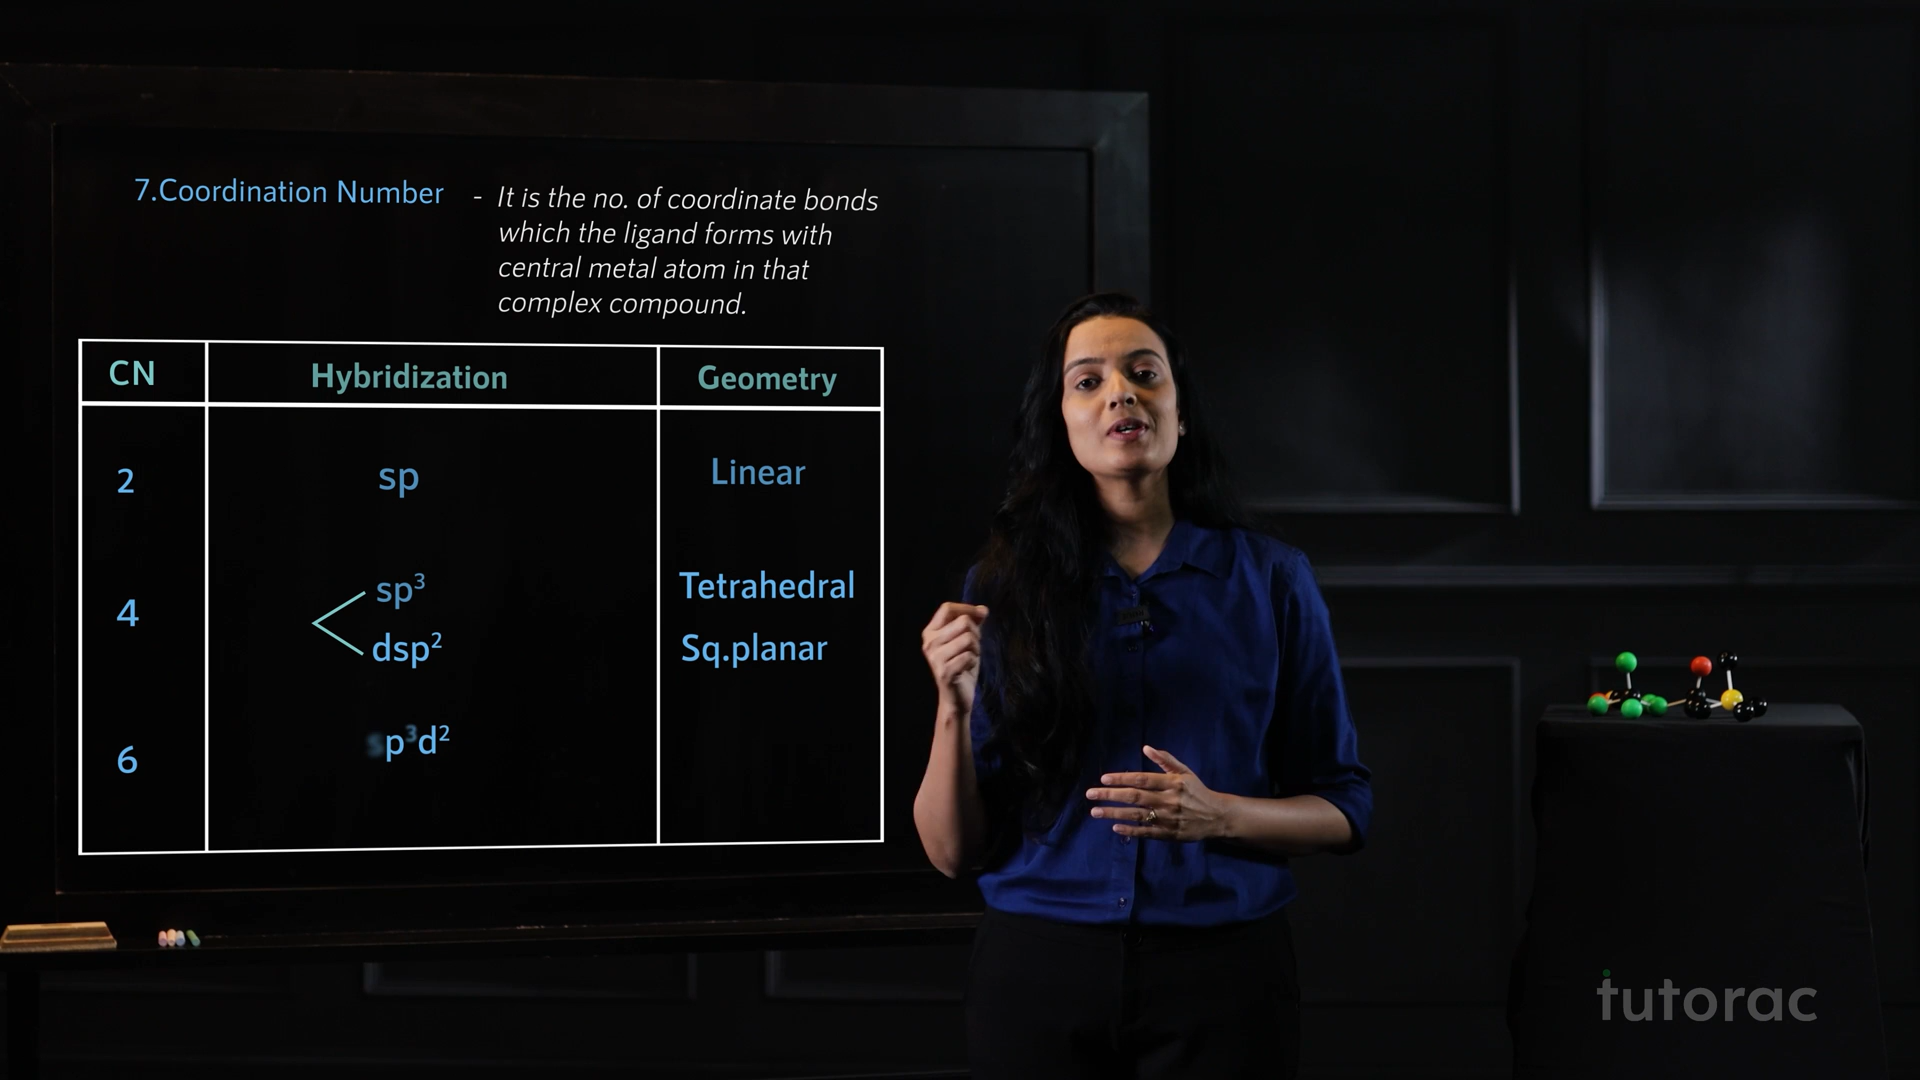 7.Coordination Number - It is the no. of coordinate bonds
which the ligand forms with
central metal atom in that
complex compound.
CN Hybridization Geometry
2 sp Linear
4 sp³ Tetrahedral
dsp² Sq.planar
6 sp³d²
tutorac